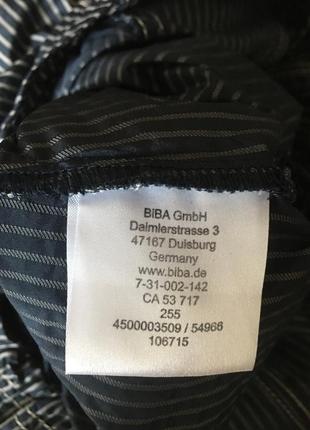 BiBA GmbH
Daimlerstrasse 3
47167 Duisburg
Germany
www.biba.de
7-31-002-142
CA 53 717
255
4500003509 / 54966
106715